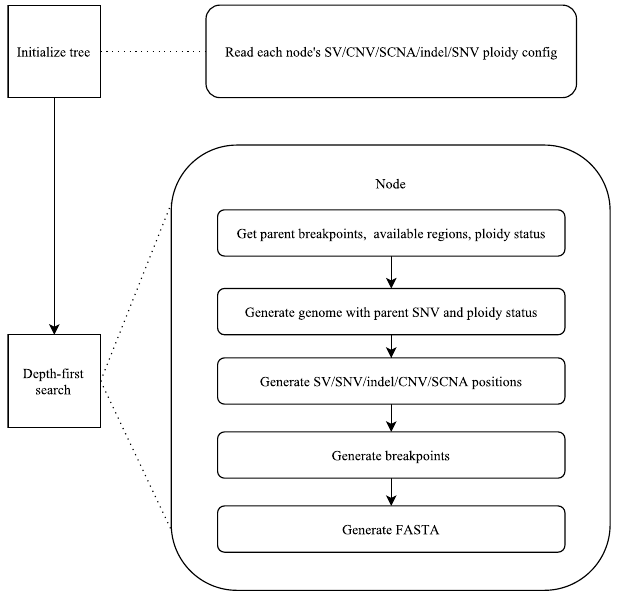 Initialize tree
Read each node's SV/CNV/SCNA/indel/SNV ploidy config
Node
Get parent breakpoints, available regions, ploidy status
Generate genome with parent SNV and ploidy status
Depth-first
search
Generate SV/SNV/indel/CNV/SCNA positions
Generate breakpoints
Generate FASTA